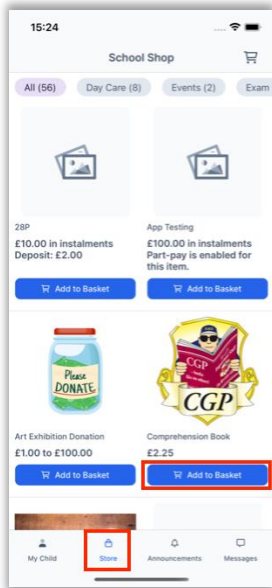 15:24
School Shop
All (56)
Day Care (8)
Events (2)
Exam
28P
£10.00 in instalments
Deposit: £2.00
Add to Basket
App Testing
£100.00 in instalments
Part-pay is enabled for
this item.
Add to Basket
Please
DONATE
Art Exhibition Donation
£1.00 to £100.00
Add to Basket
CGP
CGP
Comprehension Book
£2.25
Add to Basket
My Child
Store
Announcements
Messages